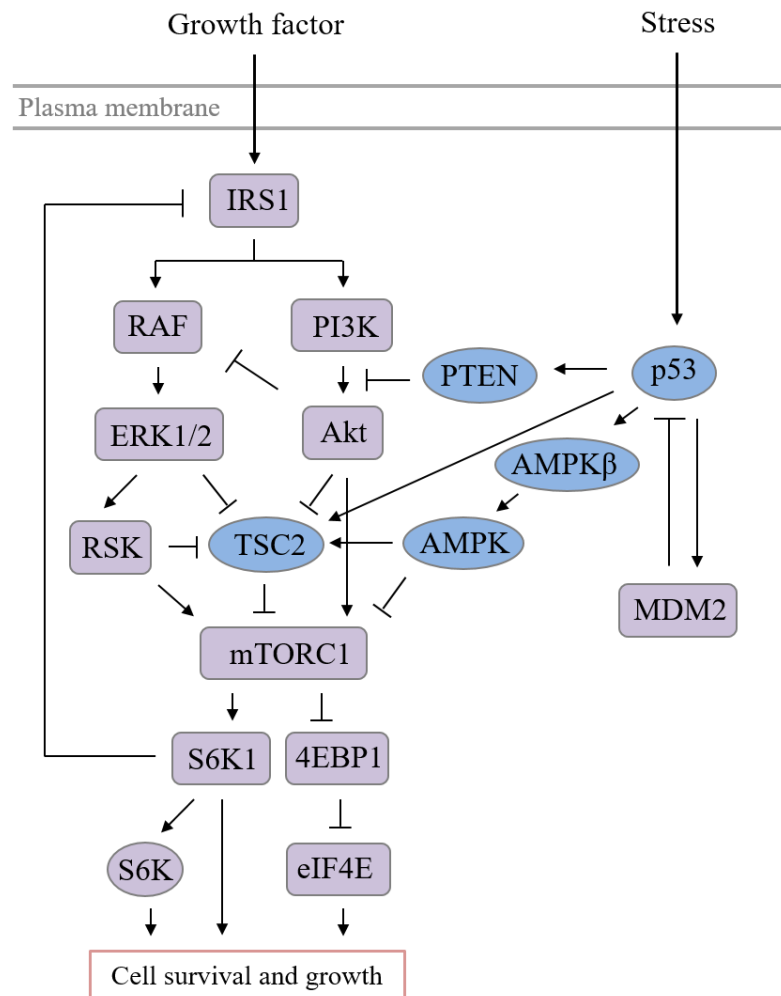 Growth factor
Stress
Plasma membrane
IRS1
RAF
PI3K
PTEN
p53
ERK1/2
Akt
AMPKβ
RSK
TSC2
AMPK
MDM2
mTORC1
S6K1
4EBP1
S6K
eIF4E
Cell survival and growth